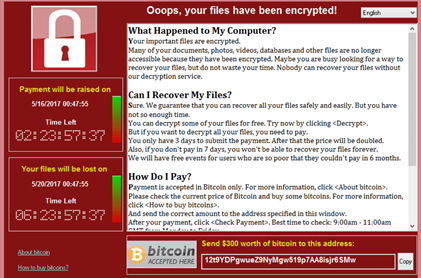 Ooops, your files have been encrypted!
English
What Happened to My Computer?
Your important files are encrypted.
Many of your documents, photos, videos, databases and other files are no longer
accessible because they have been encrypted. Maybe you are busy looking for a way to
recover your files, but do not waste your time. Nobody can recover your files without
our decryption service.
Can I Recover My Files?
Sure. We guarantee that you can recover all your files safely and easily. But you have
not so enough time.
You can decrypt some of your files for free. Try now by clicking <Decrypt>.
But if you want to decrypt all your files, you need to pay.
You only have 3 days to submit the payment. After that the price will be doubled.
Also, if you don't pay in 7 days, you won't be able to recover your files forever.
We will have free events for users who are so poor that they couldn't pay in 6 months.
How Do I Pay?
Payment is accepted in Bitcoin only. For more information, click <About bitcoin>.
Please check the current price of Bitcoin and buy some bitcoins. For more information,
click <How to buy bitcoins>.
And send the correct amount to the address specified in this window.
After your payment, click <Check Payment>. Best time to check: 9:00am - 11:00am
GMT from Monday to Friday.
Payment will be raised on
5/16/2017 00:47:55
Time Left
02:23:57:37
Your files will be lost on
5/20/2017 00:47:55
Time Left
06:23:57:37
About bitcoin
How to buy bitcoins?
bitcoin
ACCEPTED HERE
Send $300 worth of bitcoin to this address:
12t9YDPgwueZ9NyMgw519p7AA8isjr6SMw
Copy